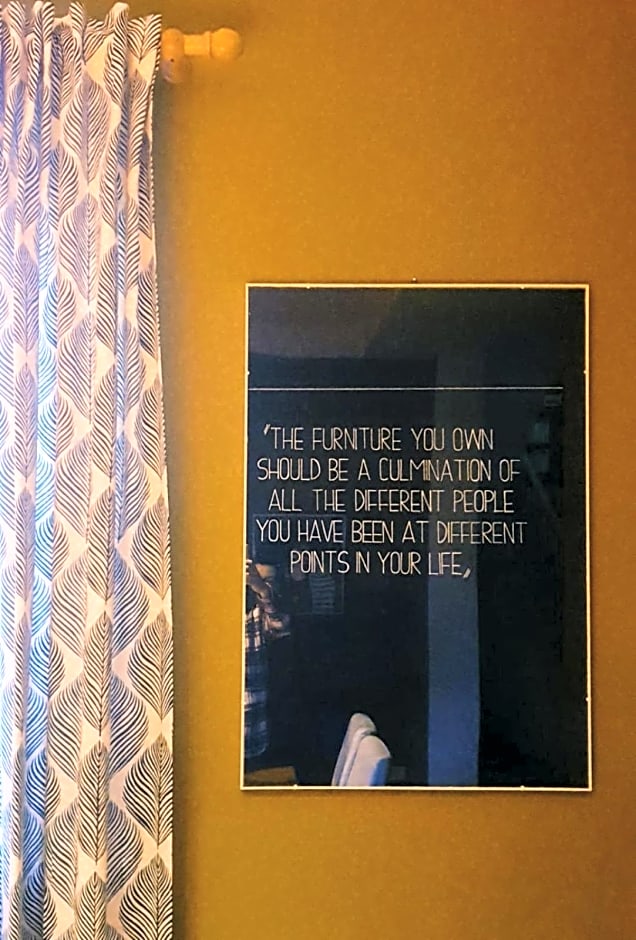 "THE FURNITURE YOU OWN
SHOULD BE A CULMINATION OF
ALL THE DIFFERENT PEOPLE
YOU HAVE BEEN AT DIFFERENT
POINTS IN YOUR LIFE,,